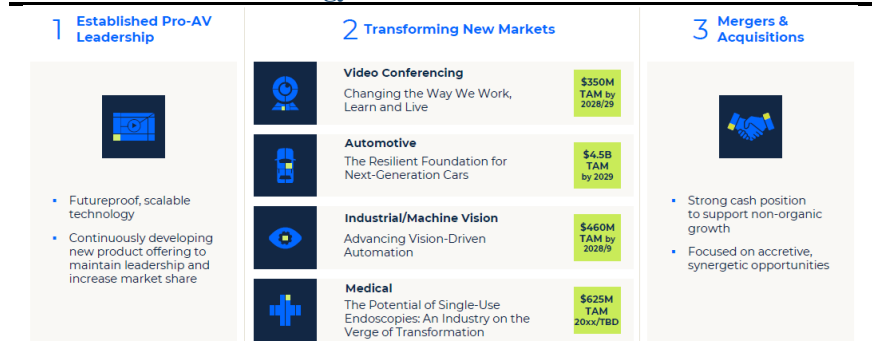 1 Established Pro-AV
Leadership
Futureproof, scalable
technology
Continuously developing
new product offering to
maintain leadership and
increase market share
2 Transforming New Markets
Video Conferencing
Changing the Way We Work,
Learn and Live
$350M
TAM by
2028/29
Automotive
The Resilient Foundation for
Next-Generation Cars
$4.5B
TAM
by 2029
Industrial/Machine Vision
Advancing Vision-Driven
Automation
$460M
TAM by
2028/9
Medical
The Potential of Single-Use
Endoscopies: An Industry on the
Verge of Transformation
$625M
TAM
20xx/TBD
3 Mergers &
Acquisitions
Strong cash position
to support non-organic
growth
Focused on accretive,
synergetic opportunities